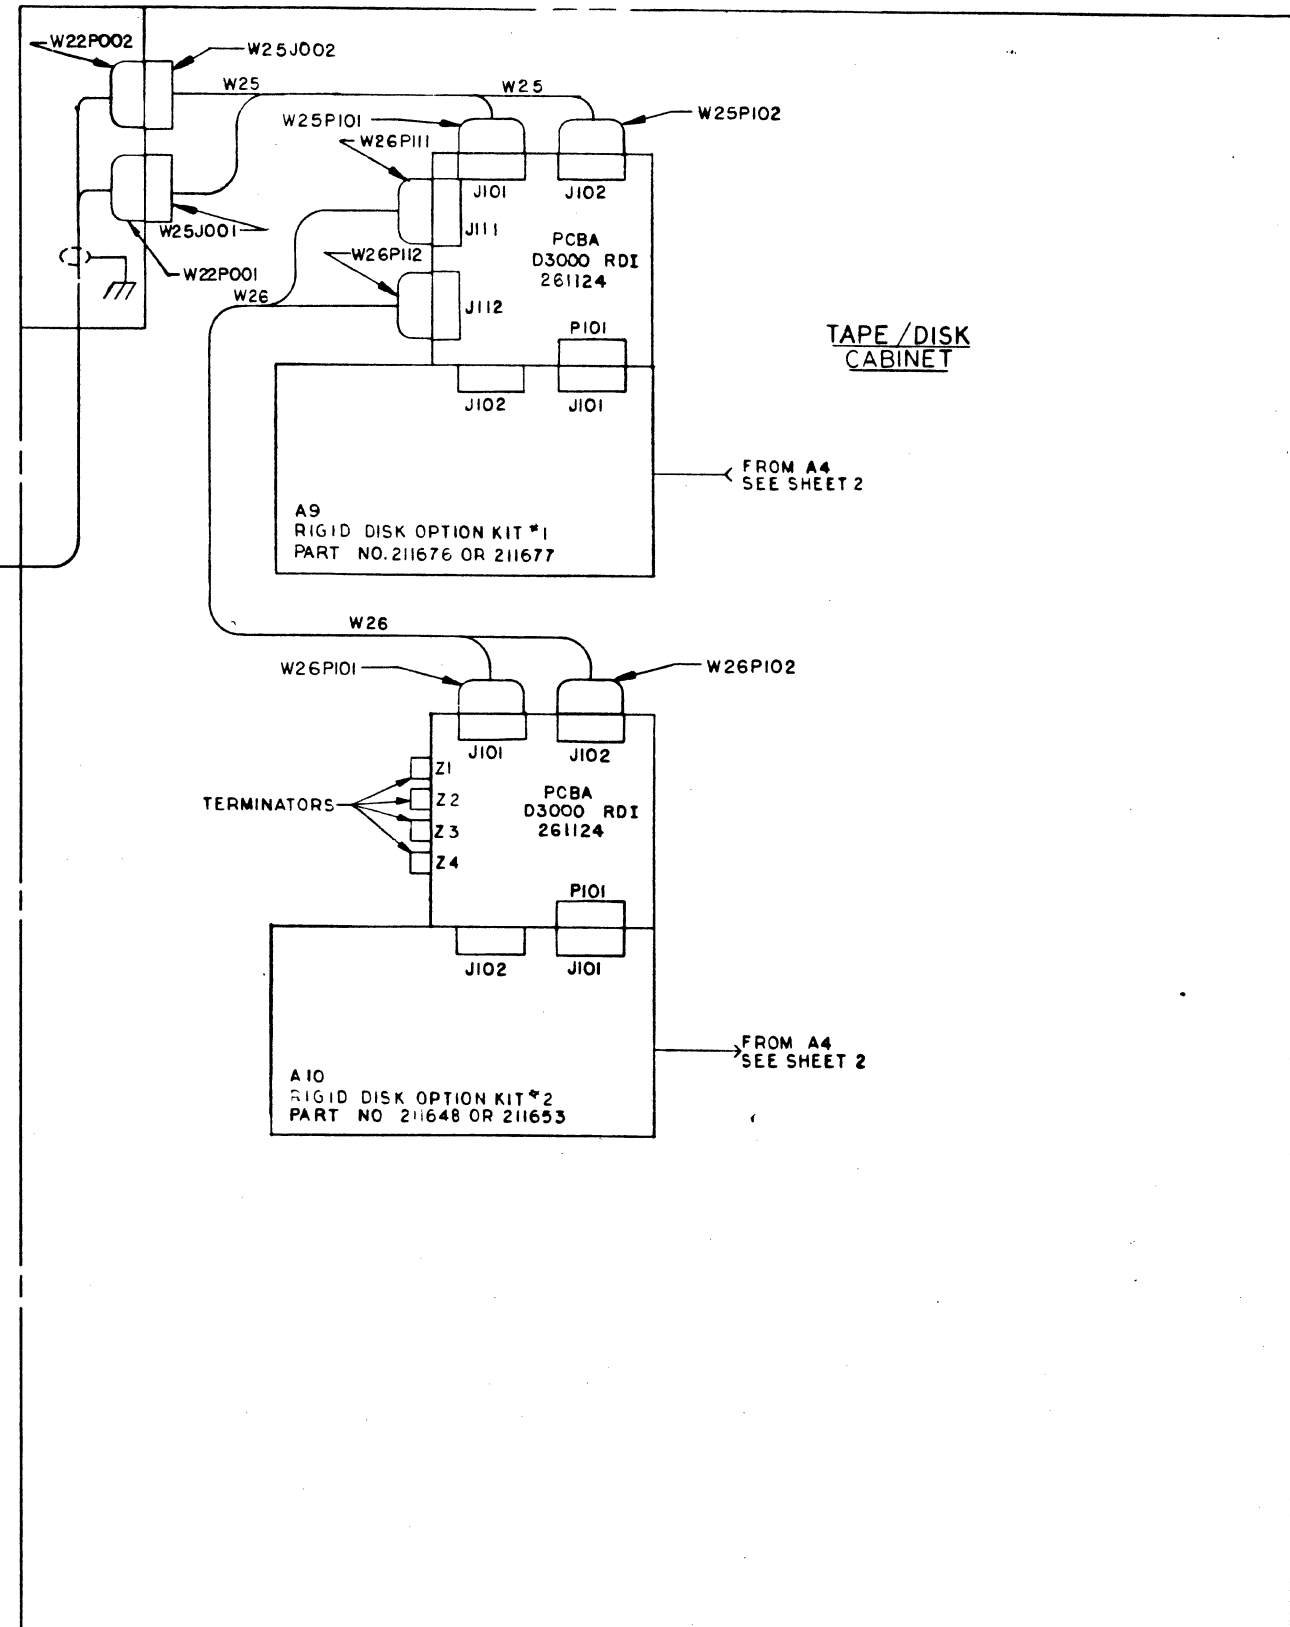 W22P002
W25J002
W25
W25
W25P101
W25P102
W26P111
J101
J102
W25J001
J111
PCBA
D3000 RDI
261124
W26P112
W22P001
W26
J112
P101
TAPE/DISK
CABINET
J102
J101
FROM A4
SEE SHEET 2
A9
RIGID DISK OPTION KIT #1
PART NO. 211676 OR 211677
W26
W26P101
W26P102
J101
J102
Z1
TERMINATORS
Z2
Z3
Z4
PCBA
D3000 RDI
261124
P101
J102
J101
FROM A4
SEE SHEET 2
A10
RIGID DISK OPTION KIT #2
PART NO 211648 OR 211653